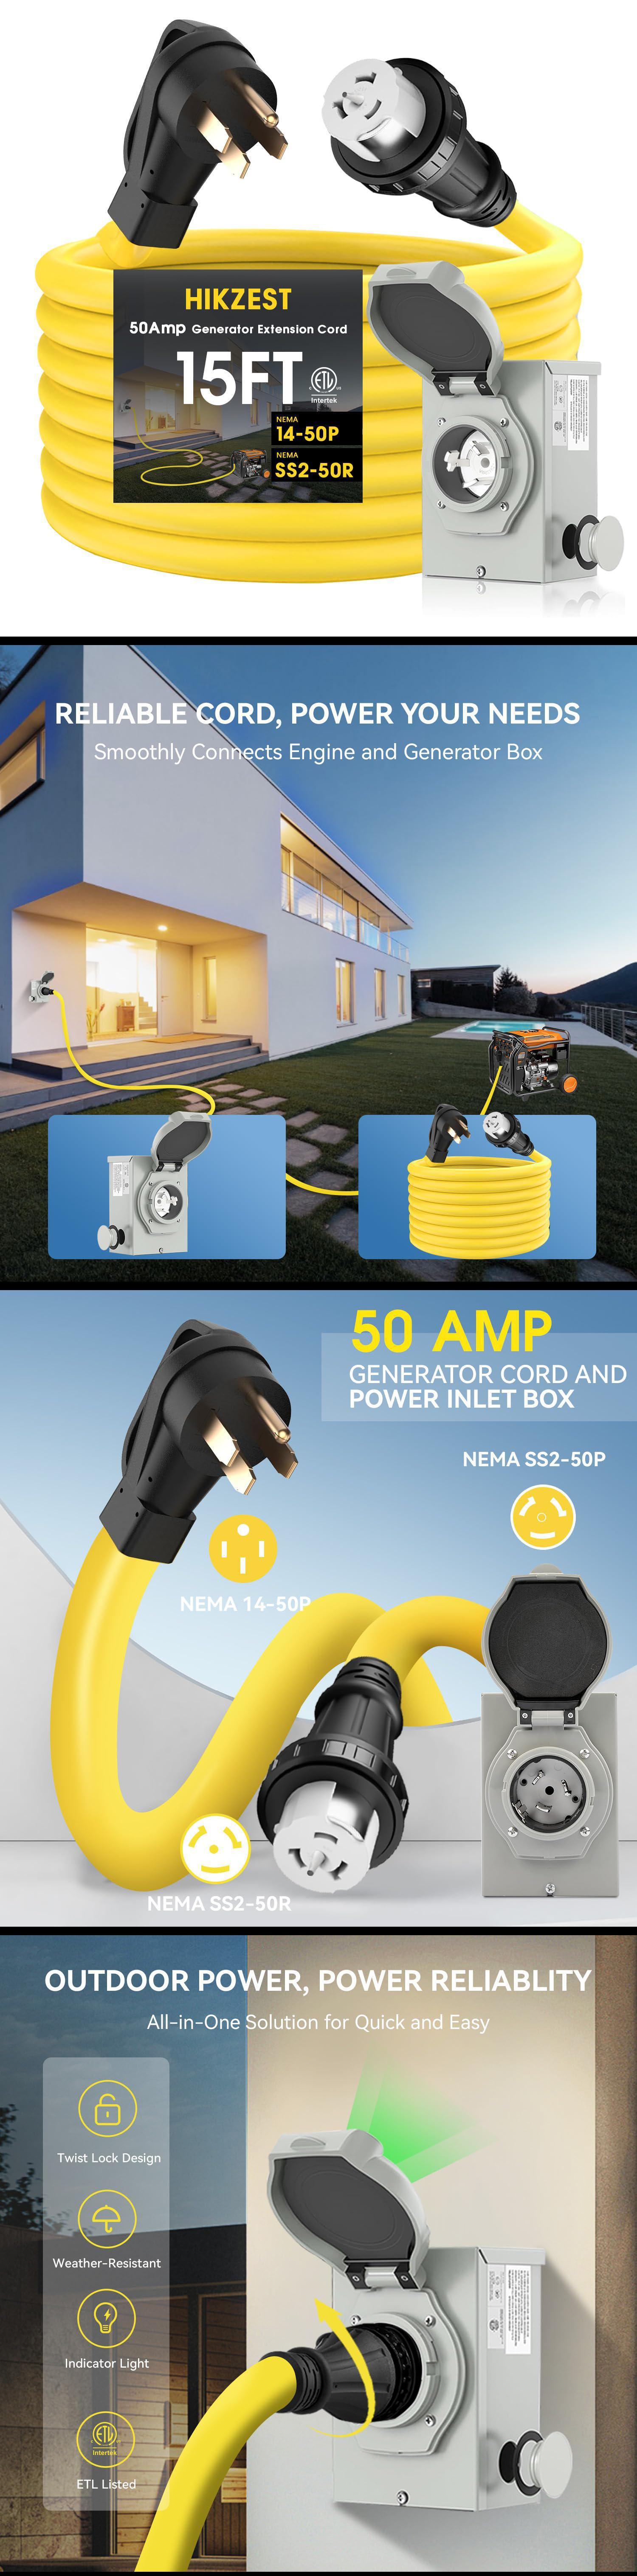 HIKZEST
50Amp Generator Extension Cord
15FT
ETL
Intertek
NEMA
14-50P
NEMA
SS2-50R
RELIABLE CORD, POWER YOUR NEEDS
Smoothly Connects Engine and Generator Box
50 AMP
GENERATOR CORD AND
POWER INLET BOX
NEMA SS2-50P
NEMA 14-50P
NEMA SS2-50R
OUTDOOR POWER, POWER RELIABLITY
All-in-One Solution for Quick and Easy
Twist Lock Design
Weather-Resistant
Indicator Light
ETL
Intertek
ETL Listed